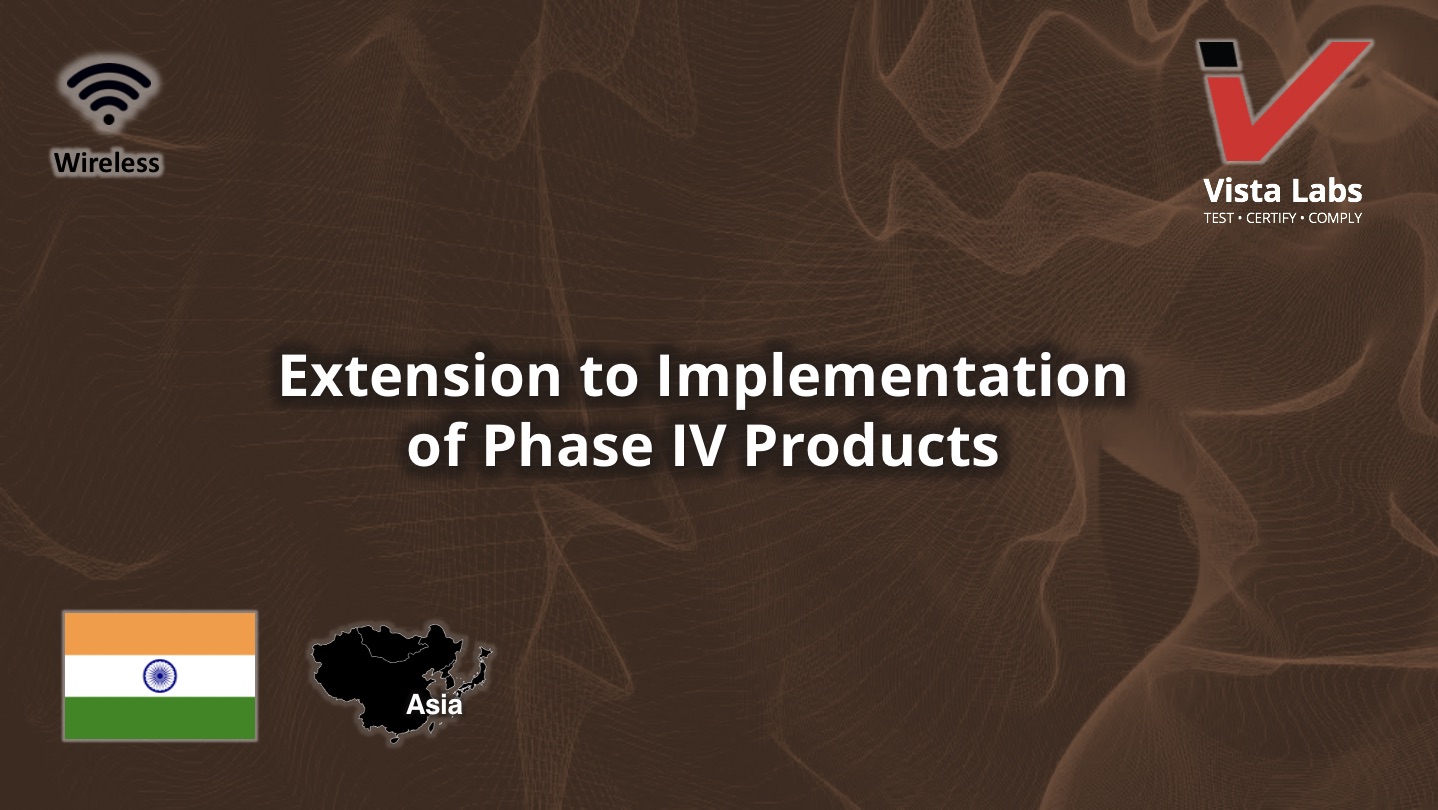 Wireless
Vista Labs
TEST • CERTIFY • COMPLY
Extension to Implementation
of Phase IV Products
Asia